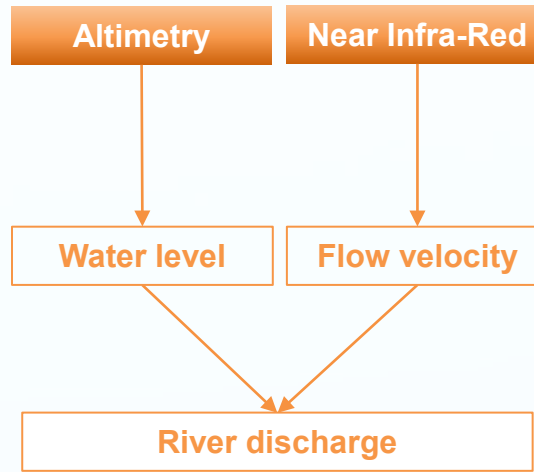 Altimetry
Near Infra-Red
Water level
Flow velocity
River discharge